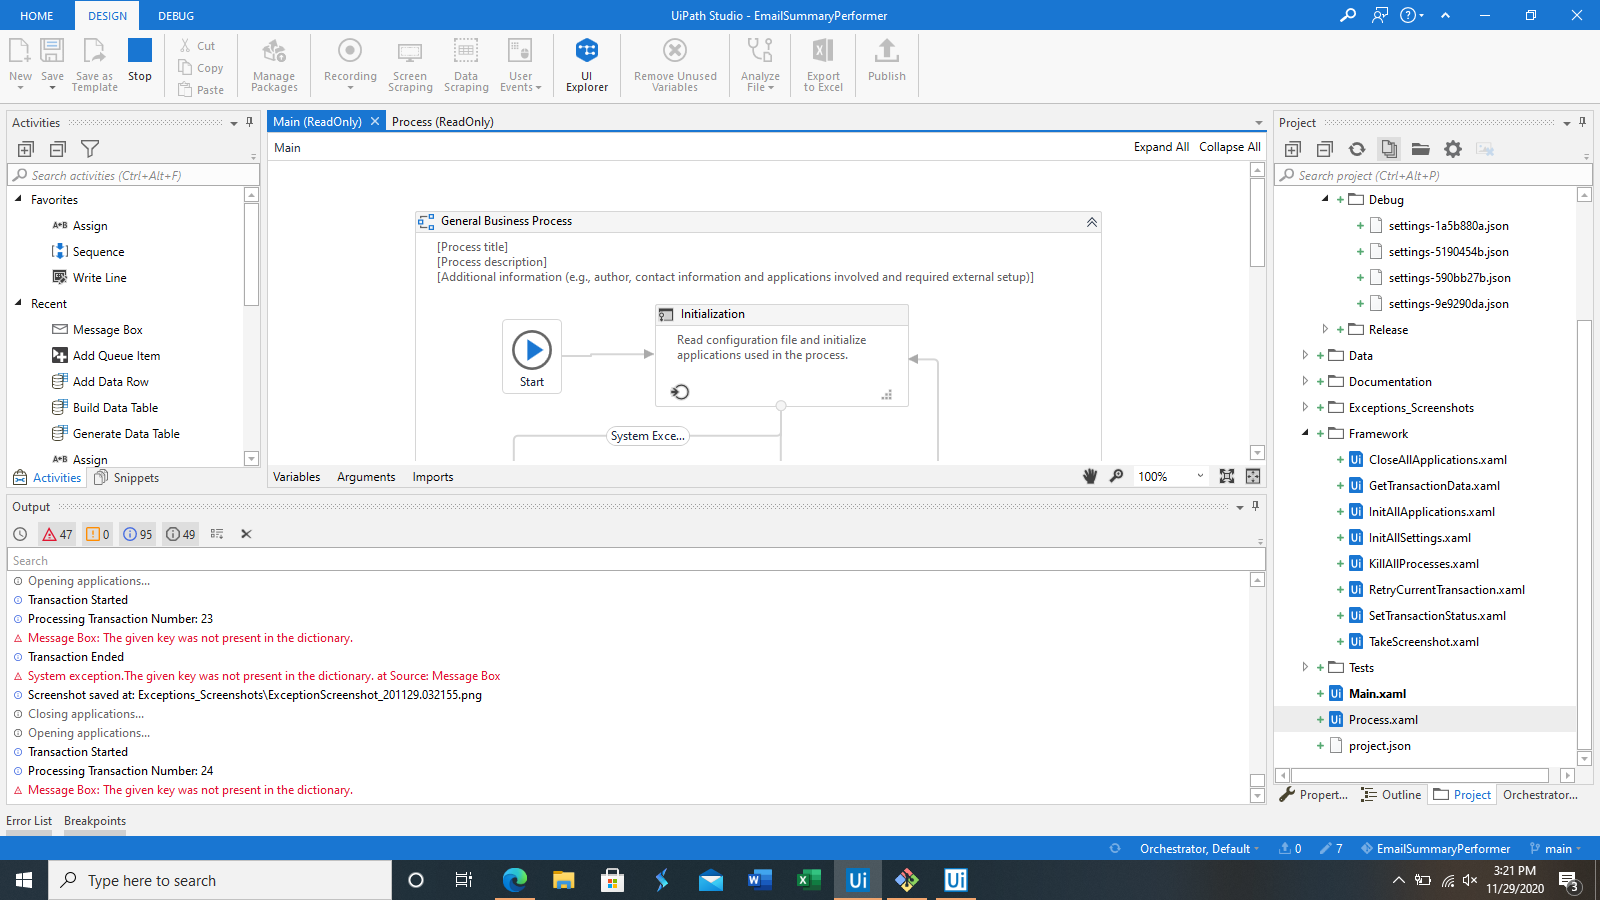 HOME DESIGN DEBUG UiPath Studio - EmailSummaryPerformer
New Save Save as Template Stop Cut Copy Paste Manage Packages Recording Screen Scraping Data Scraping User Events UI Explorer Remove Unused Variables Analyze File Export to Excel Publish
Activities
Search activities (Ctrl+Alt+F)
Favorites
Assign
Sequence
Write Line
Recent
Message Box
Add Queue Item
Add Data Row
Build Data Table
Generate Data Table
Assign
Activities Snippets
Main (ReadOnly) Process (ReadOnly)
Main Expand All Collapse All
General Business Process
[Process title]
[Process description]
[Additional information (e.g., author, contact information and applications involved and required external setup)]
Start
Initialization
Read configuration file and initialize
applications used in the process.
System Exce...
Variables Arguments Imports 100%
Output
47 0 95 49
Search
Opening applications...
Transaction Started
Processing Transaction Number: 23
Message Box: The given key was not present in the dictionary.
Transaction Ended
System exception.The given key was not present in the dictionary. at Source: Message Box
Screenshot saved at: Exceptions_Screenshots\ExceptionScreenshot_201129.032155.png
Closing applications...
Opening applications...
Transaction Started
Processing Transaction Number: 24
Message Box: The given key was not present in the dictionary.
Error List Breakpoints
Project
Search project (Ctrl+Alt+P)
Debug
settings-1a5b880a.json
settings-5190454b.json
settings-590bb27b.json
settings-9e9290da.json
Release
Data
Documentation
Exceptions_Screenshots
Framework
CloseAllApplications.xaml
GetTransactionData.xaml
InitAllApplications.xaml
InitAllSettings.xaml
KillAllProcesses.xaml
RetryCurrentTransaction.xaml
SetTransactionStatus.xaml
TakeScreenshot.xaml
Tests
Main.xaml
Process.xaml
project.json
Propert... Outline Project Orchestrator...
Orchestrator, Default 0 7 EmailSummaryPerformer main
Type here to search
3:21 PM
11/29/2020
3